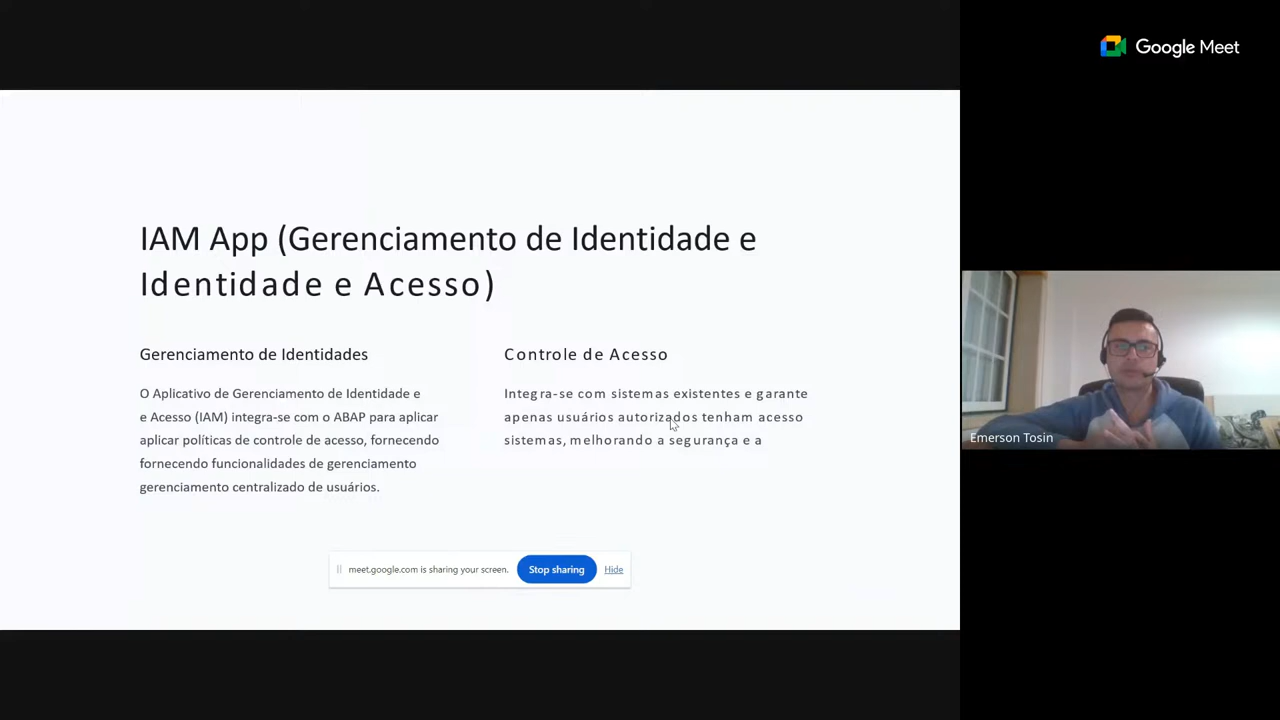 Google Meet
IAM App (Gerenciamento de Identidade e
Identidade e Acesso)
Gerenciamento de Identidades
O Aplicativo de Gerenciamento de Identidade e
e Acesso (IAM) integra-se com o ABAP para aplicar
aplicar políticas de controle de acesso, fornecendo
fornecendo funcionalidades de gerenciamento
gerenciamento centralizado de usuários.
Controle de Acesso
Integra-se com sistemas existentes e garante
apenas usuários autorizados tenham acesso
sistemas, melhorando a segurança e a
meet.google.com is sharing your screen.
Stop sharing
Hide
Emerson Tosin